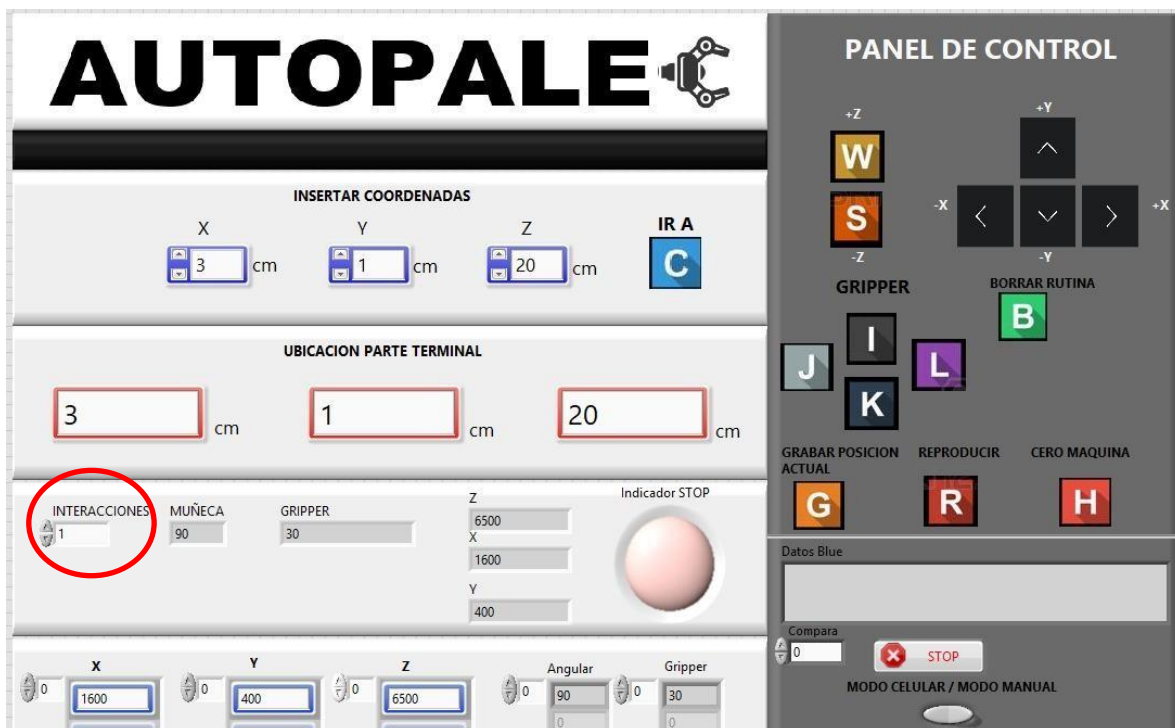 AUTOPALE
INSERTAR COORDENADAS
X Y Z IR A
3 cm 1 cm 20 cm C
UBICACION PARTE TERMINAL
3 cm 1 cm 20 cm
INTERACCIONES MUÑECA GRIPPER Z Indicador STOP
1 90 30 6500
X
1600
Y
400
X Y Z Angular Gripper
0 1600 0 400 0 6500 0 90 0 30
0 0
PANEL DE CONTROL
+Z +Y
W
S -X +X
-Z -Y
GRIPPER BORRAR RUTINA
I B
J L
K
GRABAR POSICION REPRODUCIR CERO MAQUINA
ACTUAL
G R H
Datos Blue
Compara
0 STOP
MODO CELULAR / MODO MANUAL